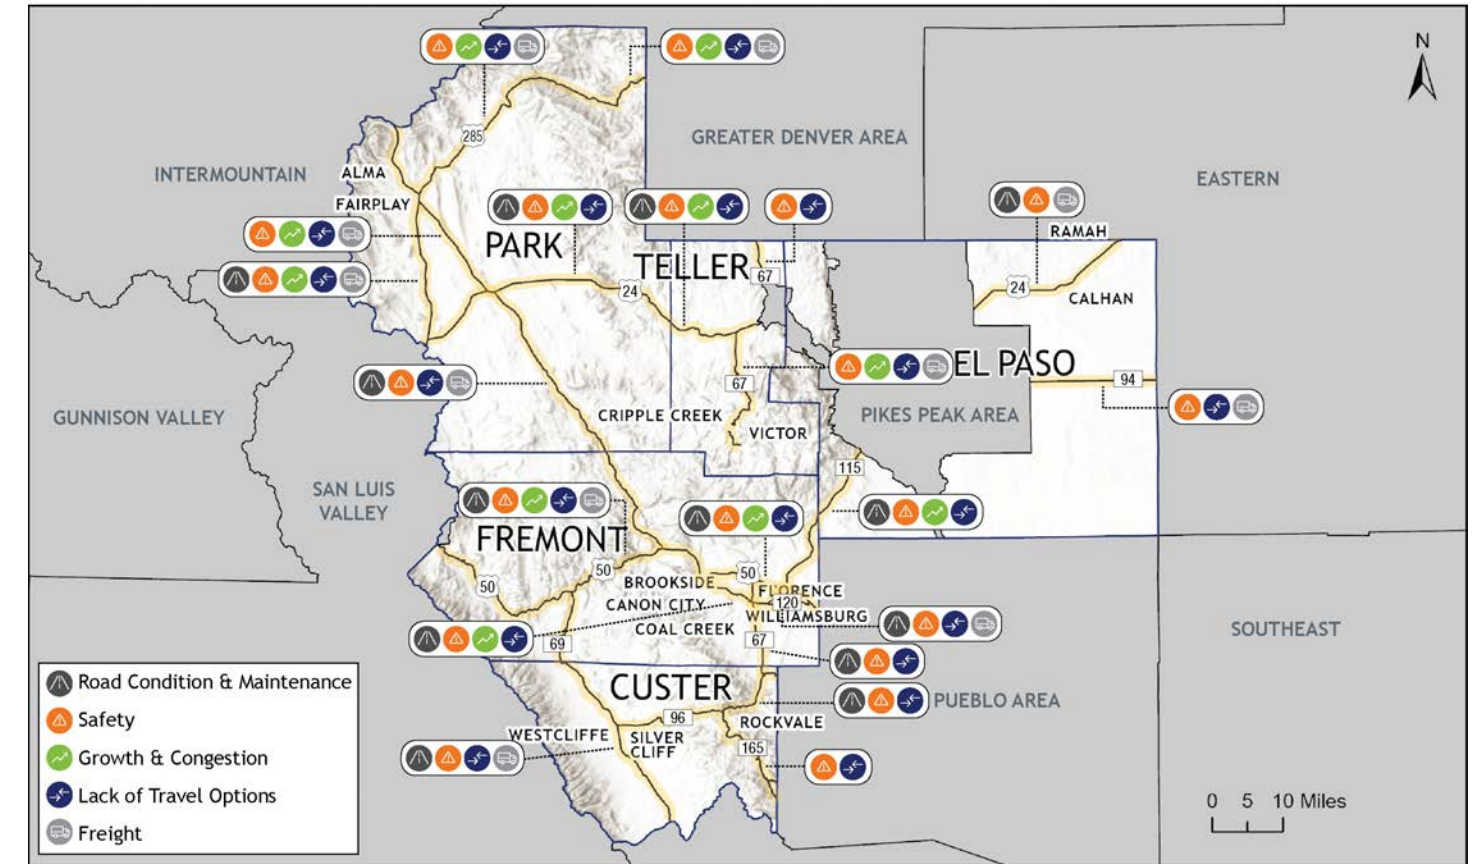 N
285
GREATER DENVER AREA
INTERMOUNTAIN
ALMA
EASTERN
FAIRPLAY
RAMAH
PARK
TELLER
67
24
24
CALHAN
EL PASO
94
67
GUNNISON VALLEY
CRIPPLE CREEK
PIKES PEAK AREA
VICTOR
115
SAN LUIS
VALLEY
FREMONT
50
50
50
BROOKSIDE
FLORENCE
CANON CITY
120
WILLIAMSBURG
COAL CREEK
SOUTHEAST
69
67
CUSTER
PUEBLO AREA
96
ROCKVALE
WESTCLIFFE
SILVER
CLIFF
165
Road Condition & Maintenance
Safety
Growth & Congestion
Lack of Travel Options
Freight
0 5 10 Miles